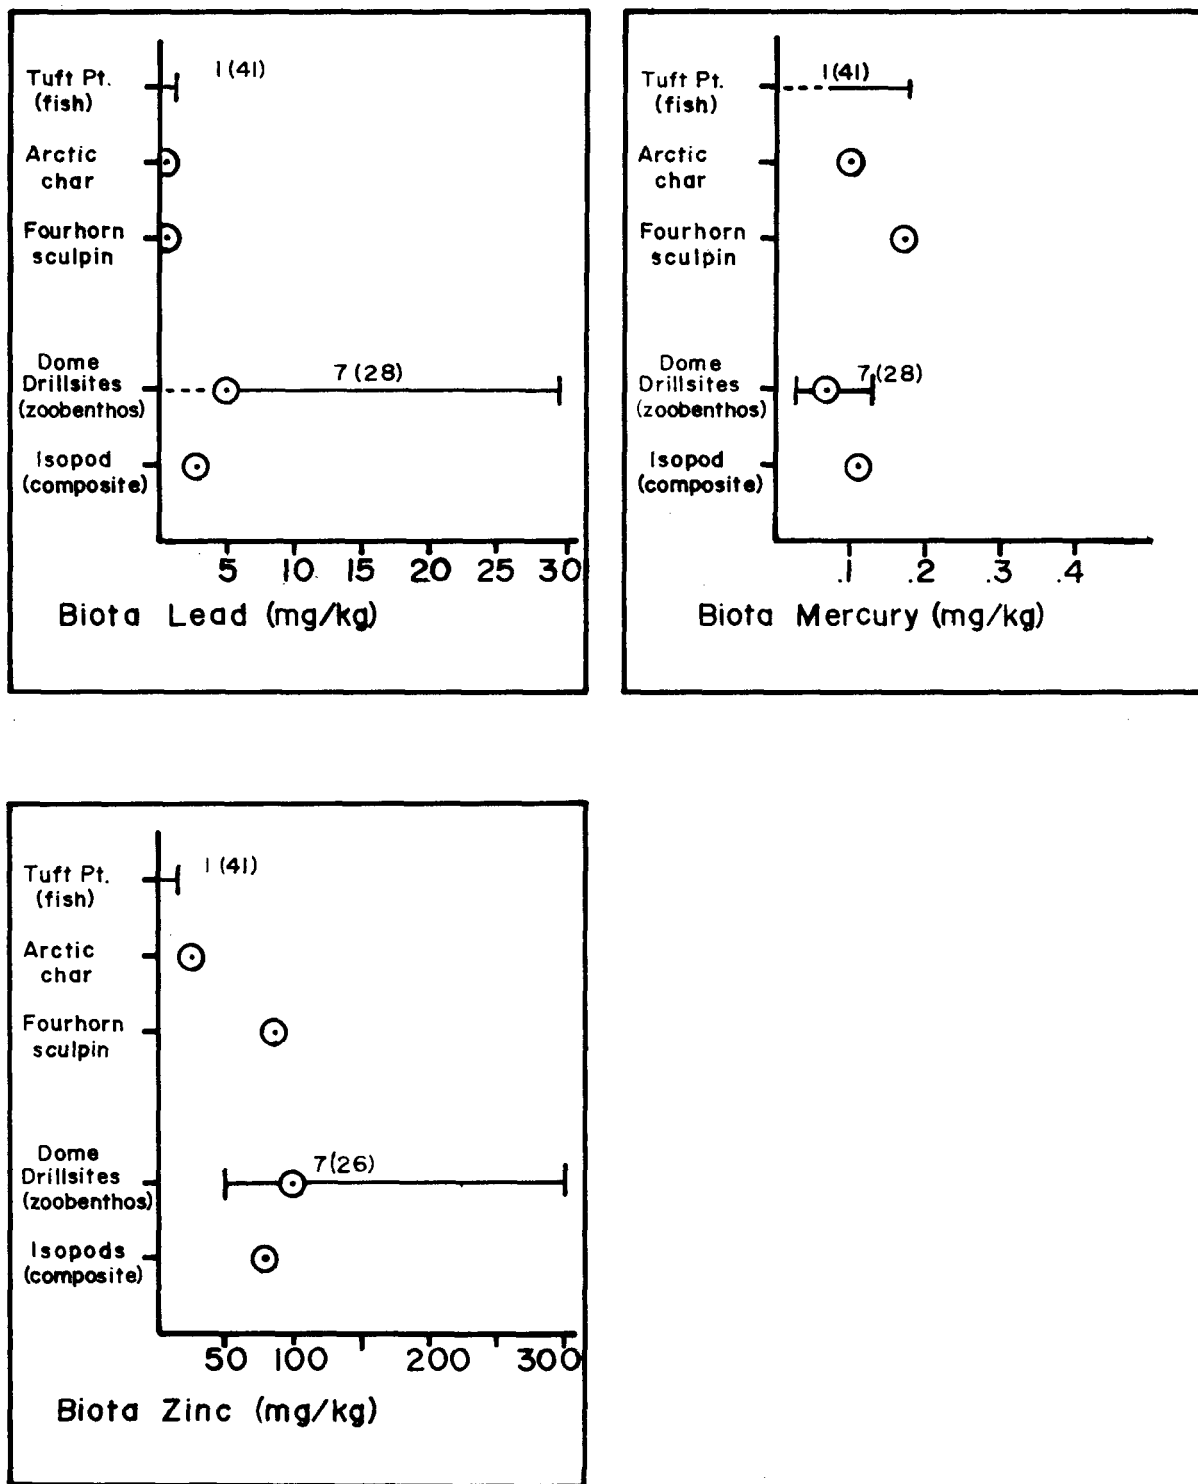 Tuft Pt.
(fish)
1 (41)
Arctic
char
Fourhorn
sculpin
Dome
Drillsites
(zoobenthos)
7 (28)
Isopod
(composite)
5 10 15 20 25 30
Biota Lead (mg/kg)
Tuft Pt.
(fish)
1(41)
Arctic
char
Fourhorn
sculpin
Dome
Drillsites
(zoobenthos)
7(28)
Isopod
(composite)
.1 .2 .3 .4
Biota Mercury (mg/kg)
Tuft Pt.
(fish)
1 (41)
Arctic
char
Fourhorn
sculpin
Dome
Drillsites
(zoobenthos)
7(26)
Isopods
(composite)
50 100 200 300
Biota Zinc (mg/kg)